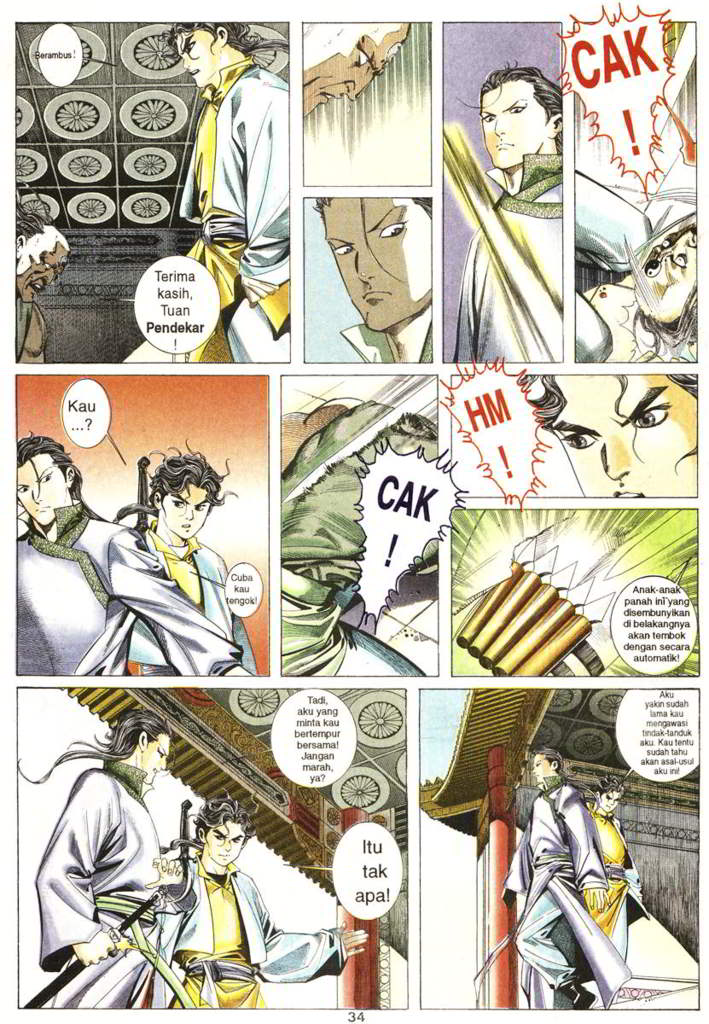 Berambus!
Terima
kasih,
Tuan
Pendekar
!
CAK
!
Kau
...?
Cuba
kau
tengok!
CAK
!
HM
!
Anak-anak
panah ini yang
disembunyikan
di belakangnya
akan tembok
dengan secara
automatik!
Tadi,
aku yang
minta kau
bertempur
bersama!
Jangan
marah,
ya?
Itu
tak
apa!
Aku
yakin sudah
lama kau
mengawasi
tindak-tanduk
aku. Kau tentu
sudah tahu
akan asal-usul
aku ini!
34